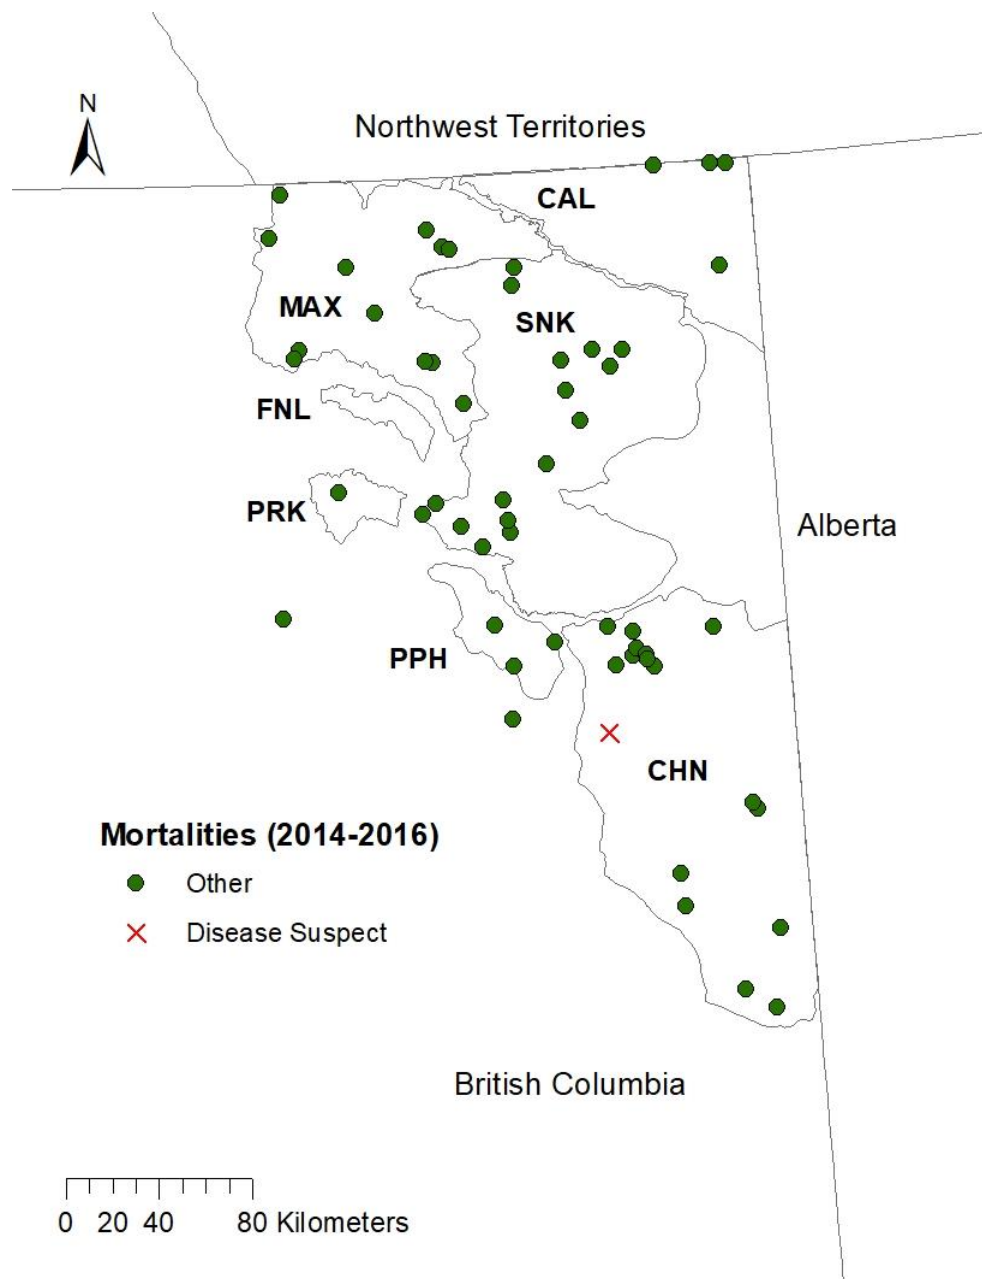 N
Northwest Territories
CAL
MAX
SNK
FNL
PRK
Alberta
PPH
CHN
Mortalities (2014-2016)
Other
Disease Suspect
British Columbia
0 20 40 80 Kilometers